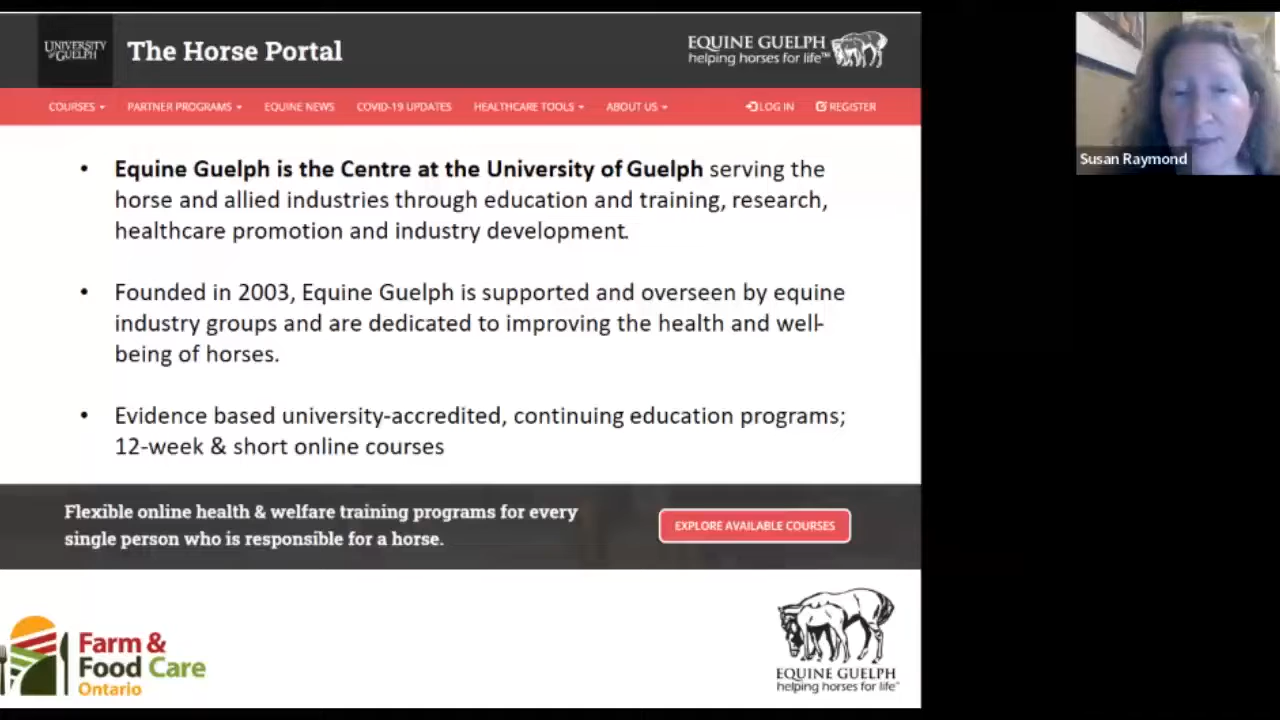 UNIVERSITY
of GUELPH
The Horse Portal
EQUINE GUELPH
helping horses for life™
COURSES
PARTNER PROGRAMS
EQUINE NEWS
COVID-19 UPDATES
HEALTHCARE TOOLS
ABOUT US
LOG IN
REGISTER
Susan Raymond
• Equine Guelph is the Centre at the University of Guelph serving the
horse and allied industries through education and training, research,
healthcare promotion and industry development.
• Founded in 2003, Equine Guelph is supported and overseen by equine
industry groups and are dedicated to improving the health and well-
being of horses.
• Evidence based university-accredited, continuing education programs;
12-week & short online courses
Flexible online health & welfare training programs for every
single person who is responsible for a horse.
EXPLORE AVAILABLE COURSES
Farm &
Food Care
Ontario
EQUINE GUELPH
helping horses for life™